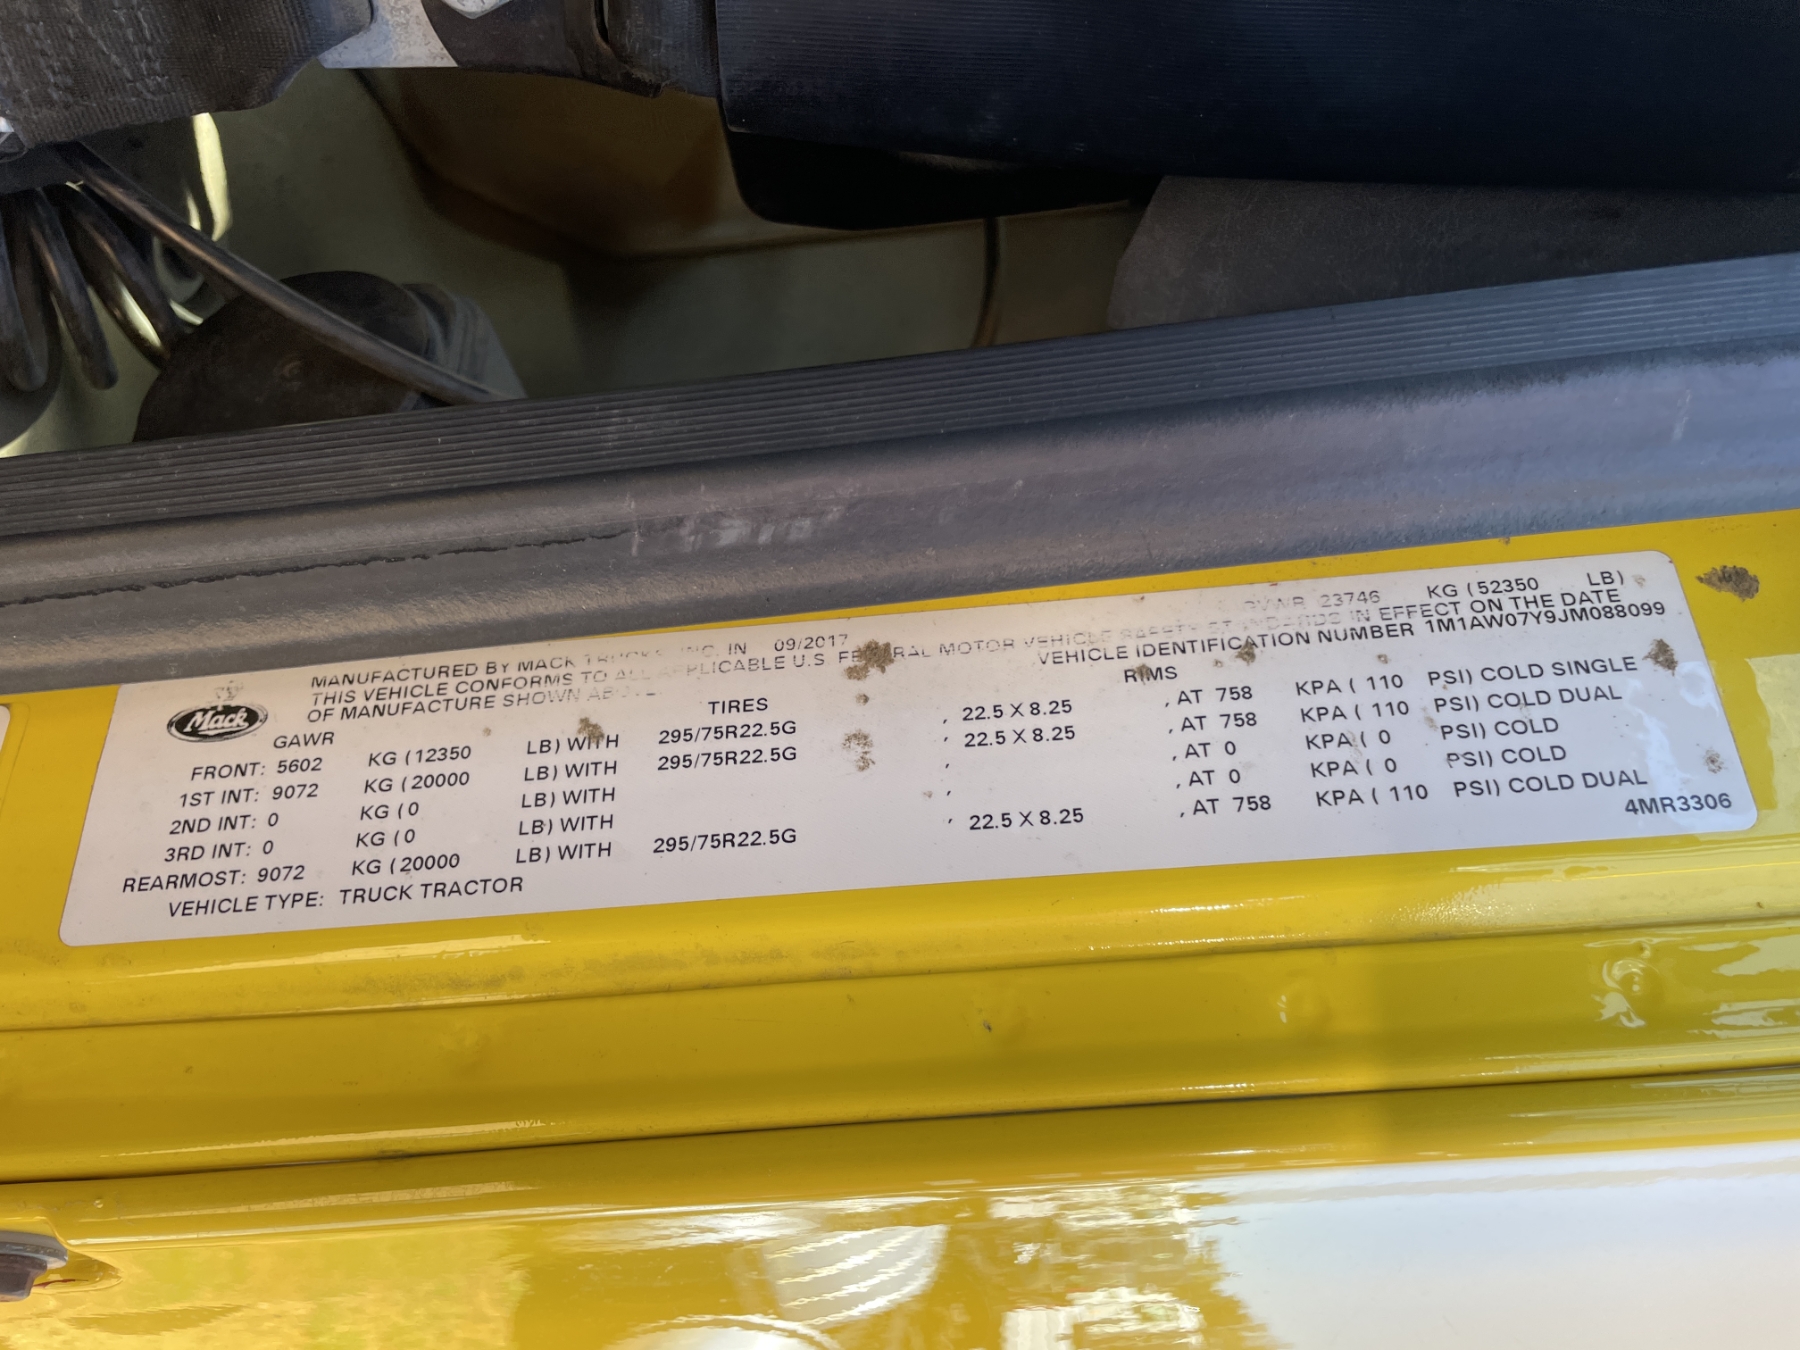 MANUFACTURED BY MACK TRUCKS, INC. IN 09/2017 GVWR 23746 KG (52350 LB)
THIS VEHICLE CONFORMS TO ALL APPLICABLE U.S. FEDERAL MOTOR VEHICLE SAFETY STANDARDS IN EFFECT ON THE DATE
OF MANUFACTURE SHOWN ABOVE. VEHICLE IDENTIFICATION NUMBER 1M1AW07Y9JM088099
Mack
GAWR TIRES RIMS
FRONT: 5602 KG (12350 LB) WITH 295/75R22.5G , 22.5 X 8.25 , AT 758 KPA ( 110 PSI) COLD SINGLE
1ST INT: 9072 KG (20000 LB) WITH 295/75R22.5G , 22.5 X 8.25 , AT 758 KPA ( 110 PSI) COLD DUAL
2ND INT: 0 KG (0 LB) WITH , , AT 0 KPA ( 0 PSI) COLD
3RD INT: 0 KG (0 LB) WITH , , AT 0 KPA ( 0 PSI) COLD
REARMOST: 9072 KG (20000 LB) WITH 295/75R22.5G , 22.5 X 8.25 , AT 758 KPA ( 110 PSI) COLD DUAL
VEHICLE TYPE: TRUCK TRACTOR 4MR3306